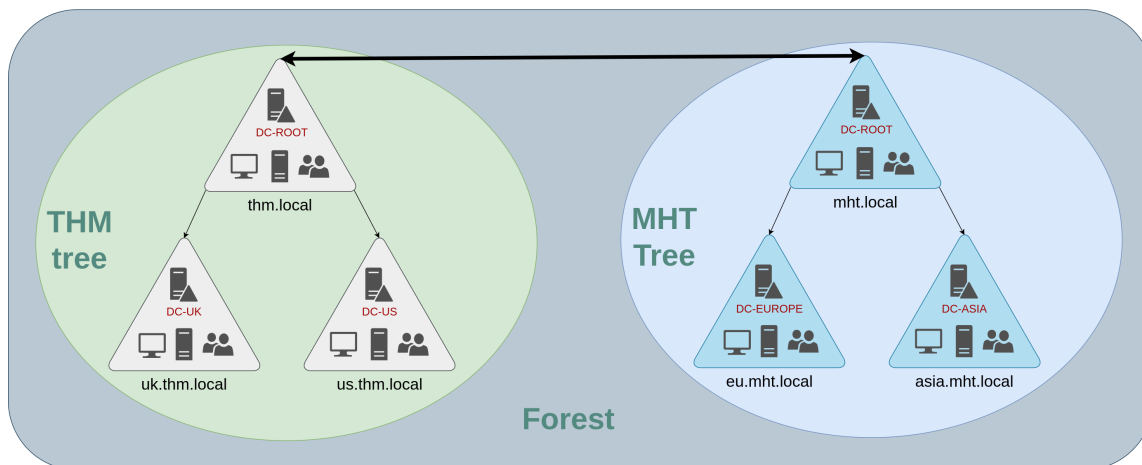 DC-ROOT
thm.local
THM
tree
DC-UK
uk.thm.local
DC-US
us.thm.local
DC-ROOT
mht.local
MHT
Tree
DC-EUROPE
eu.mht.local
DC-ASIA
asia.mht.local
Forest